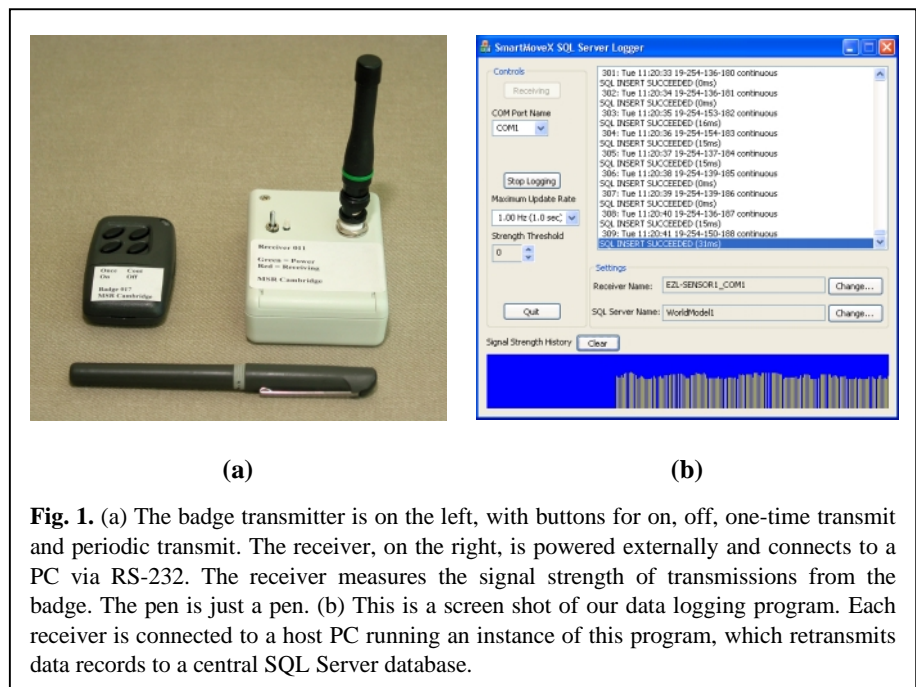 Once Cont
On Off
Badge 017
MSR Cambridge
Receiver 011
Green = Power
Red = Receiving
MSR Cambridge
SmartMoveX SQL Server Logger
Controls
Receiving
COM Port Name
COM1
Stop Logging
Maximum Update Rate
1.00 Hz (1.0 sec)
Strength Threshold
0
Quit
301: Tue 11:20:33 19-254-136-180 continuous
SQL INSERT SUCCEEDED (0ms)
302: Tue 11:20:34 19-254-136-181 continuous
SQL INSERT SUCCEEDED (0ms)
303: Tue 11:20:35 19-254-153-182 continuous
SQL INSERT SUCCEEDED (16ms)
304: Tue 11:20:36 19-254-154-183 continuous
SQL INSERT SUCCEEDED (15ms)
305: Tue 11:20:37 19-254-137-184 continuous
SQL INSERT SUCCEEDED (15ms)
306: Tue 11:20:38 19-254-139-185 continuous
SQL INSERT SUCCEEDED (0ms)
307: Tue 11:20:39 19-254-139-186 continuous
SQL INSERT SUCCEEDED (0ms)
308: Tue 11:20:40 19-254-136-187 continuous
SQL INSERT SUCCEEDED (15ms)
309: Tue 11:20:41 19-254-150-188 continuous
SQL INSERT SUCCEEDED (31ms)
Settings
Receiver Name: EZL-SENSOR1_COM1 Change...
SQL Server Name: WorldModel1 Change...
Signal Strength History Clear
(a) (b)
Fig. 1. (a) The badge transmitter is on the left, with buttons for on, off, one-time transmit
and periodic transmit. The receiver, on the right, is powered externally and connects to a
PC via RS-232. The receiver measures the signal strength of transmissions from the
badge. The pen is just a pen. (b) This is a screen shot of our data logging program. Each
receiver is connected to a host PC running an instance of this program, which retransmits
data records to a central SQL Server database.